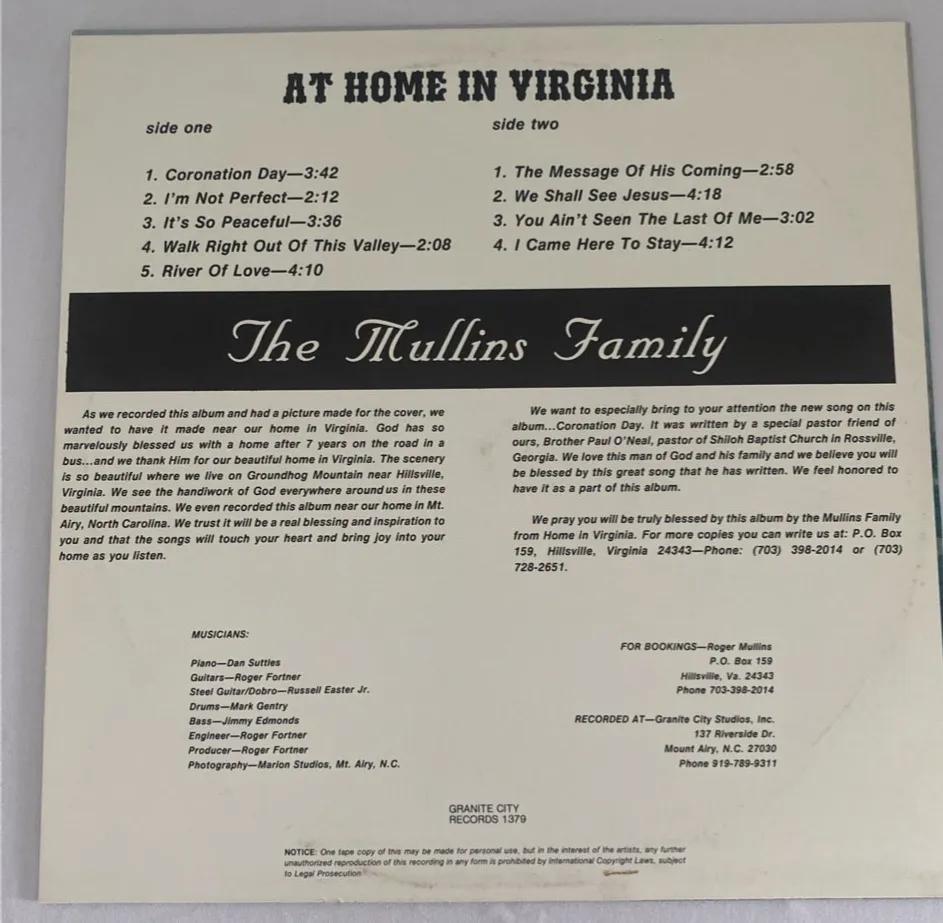 AT HOME IN VIRGINIA
side one
1. Coronation Day—3:42
2. I'm Not Perfect—2:12
3. It's So Peaceful—3:36
4. Walk Right Out Of This Valley—2:08
5. River Of Love—4:10
side two
1. The Message Of His Coming—2:58
2. We Shall See Jesus—4:18
3. You Ain't Seen The Last Of Me—3:02
4. I Came Here To Stay—4:12
The Mullins Family
As we recorded this album and had a picture made for the cover, we
wanted to have it made near our home in Virginia. God has so
marvelously blessed us with a home after 7 years on the road in a
bus...and we thank Him for our beautiful home in Virginia. The scenery
is so beautiful where we live on Groundhog Mountain near Hillsville,
Virginia. We see the handiwork of God everywhere around us in these
beautiful mountains. We even recorded this album near our home in Mt.
Airy, North Carolina. We trust it will be a real blessing and inspiration to
you and that the songs will touch your heart and bring joy into your
home as you listen.
We want to especially bring to your attention the new song on this
album...Coronation Day. It was written by a special pastor friend of
ours, Brother Paul O'Neal, pastor of Shiloh Baptist Church in Rossville,
Georgia. We love this man of God and his family and we believe you will
be blessed by this great song that he has written. We feel honored to
have it as a part of this album.
We pray you will be truly blessed by this album by the Mullins Family
from Home in Virginia. For more copies you can write us at: P.O. Box
159, Hillsville, Virginia 24343—Phone: (703) 398-2014 or (703)
728-2651.
MUSICIANS:
Piano—Dan Suttles
Guitars—Roger Fortner
Steel Guitar/Dobro—Russell Easter Jr.
Drums—Mark Gentry
Bass—Jimmy Edmonds
Engineer—Roger Fortner
Producer—Roger Fortner
Photography—Marion Studios, Mt. Airy, N.C.
FOR BOOKINGS—Roger Mullins
P.O. Box 159
Hillsville, Va. 24343
Phone 703-398-2014
RECORDED AT—Granite City Studios, Inc.
137 Riverside Dr.
Mount Airy, N.C. 27030
Phone 919-789-9311
GRANITE CITY
RECORDS 1379
NOTICE: One tape copy of this may be made for personal use, but in the interest of the artists, any further
unauthorized reproduction of this recording in any form is prohibited by International Copyright Laws, subject
to Legal Prosecution